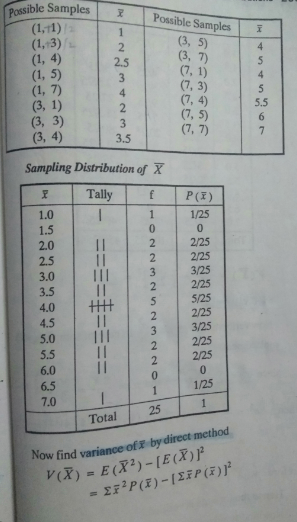 Possible Samples x̄ Possible Samples x̄
(1, 1) 1 (3, 5) 4
(1, 3) 2 (3, 7) 5
(1, 4) 2.5 (7, 1) 4
(1, 5) 3 (7, 3) 5
(1, 7) 4 (7, 4) 5.5
(3, 1) 2 (7, 5) 6
(3, 3) 3 (7, 7) 7
(3, 4) 3.5
Sampling Distribution of X̄
x̄ Tally f P(x̄)
1.0 | 1 1/25
1.5 0 0
2.0 || 2 2/25
2.5 || 2 2/25
3.0 ||| 3 3/25
3.5 || 2 2/25
4.0 ++++ 5 5/25
4.5 || 2 2/25
5.0 ||| 3 3/25
5.5 || 2 2/25
6.0 || 2 2/25
6.5 0 0
7.0 | 1 1/25
Total 25 1
Now find variance of x̄ by direct method
V(X̄) = E(X̄²) – [E(X̄)]²
= Σx̄²P(x̄) – [Σx̄P(x̄)]²